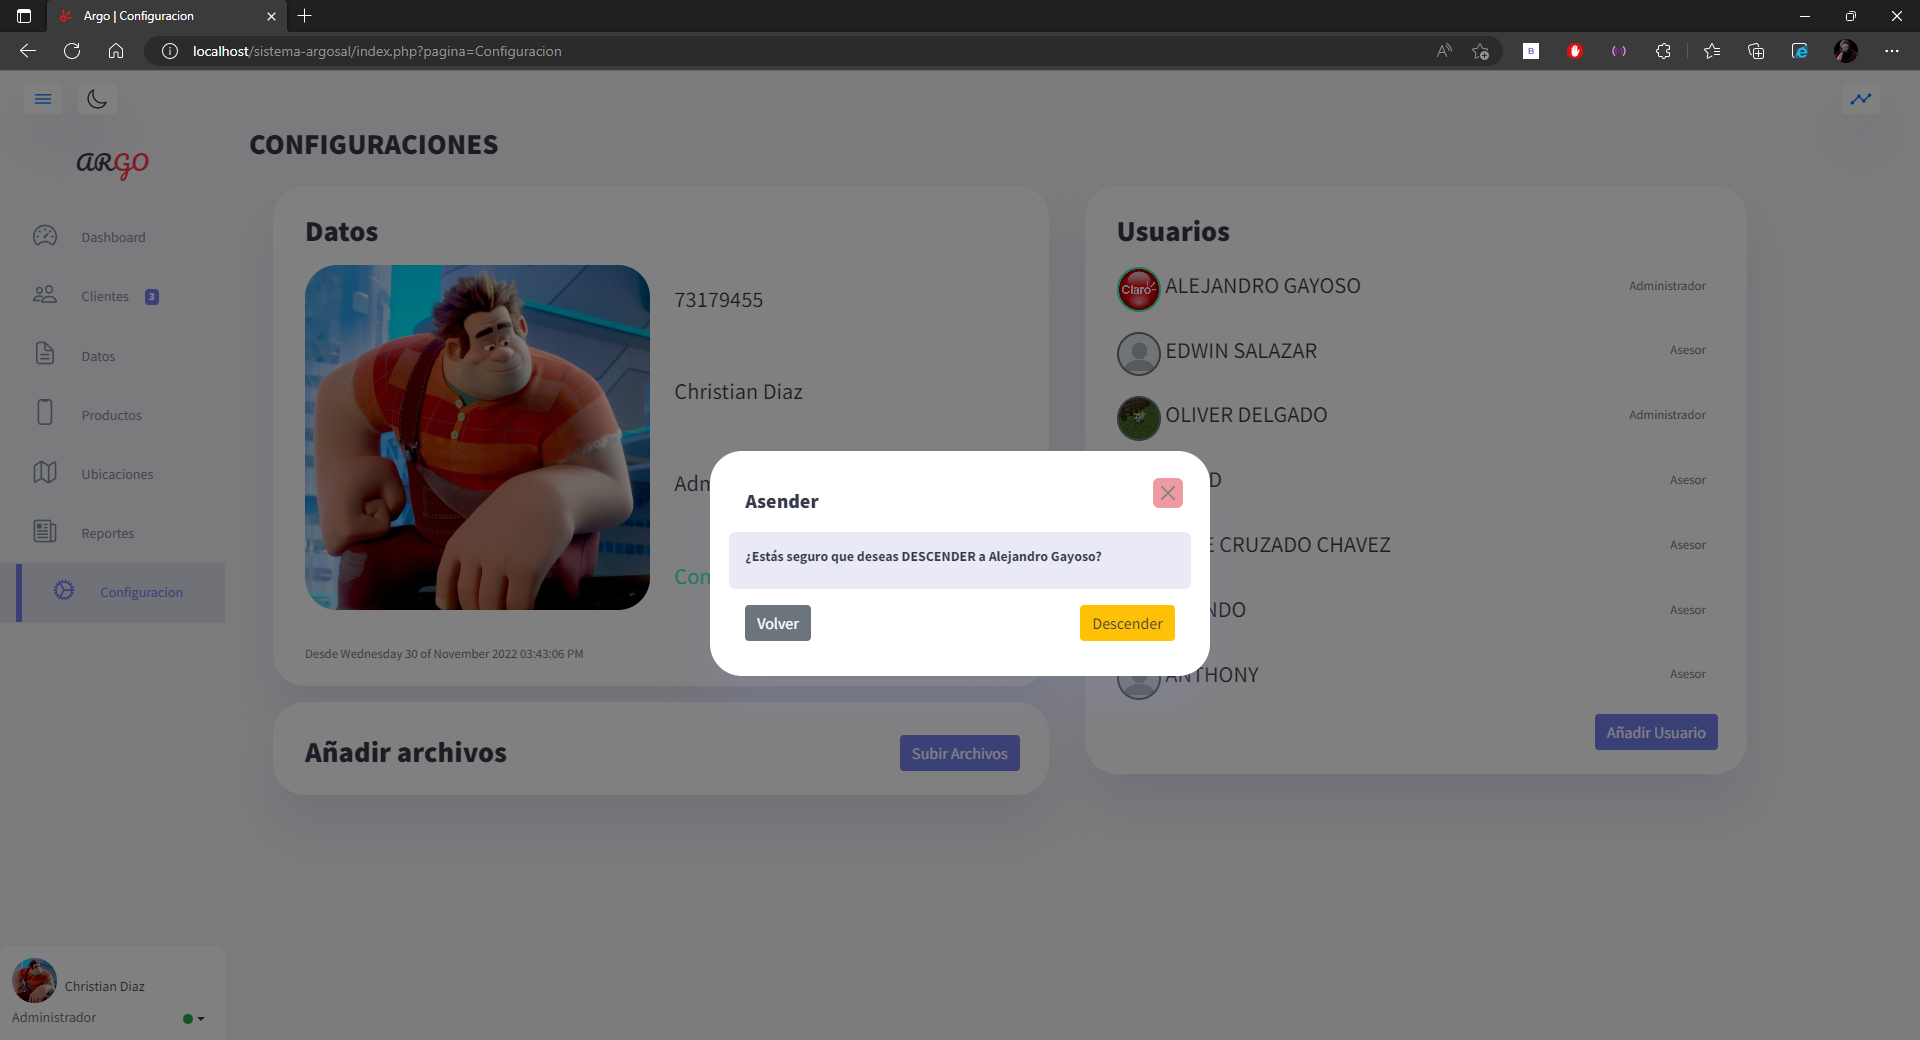 Argo | Configuracion
localhost/sistema-argosal/index.php?pagina=Configuracion
ARGO
Dashboard
Clientes 3
Datos
Productos
Ubicaciones
Reportes
Configuracion
Christian Diaz
Administrador
CONFIGURACIONES
Datos
73179455
Christian Diaz
Adm
Con
Desde Wednesday 30 of November 2022 03:43:06 PM
Añadir archivos
Subir Archivos
Usuarios
Claro
ALEJANDRO GAYOSO Administrador
EDWIN SALAZAR Asesor
OLIVER DELGADO Administrador
D Asesor
E CRUZADO CHAVEZ Asesor
NDO Asesor
ANTHONY Asesor
Añadir Usuario
Asender
¿Estás seguro que deseas DESCENDER a Alejandro Gayoso?
Volver
Descender